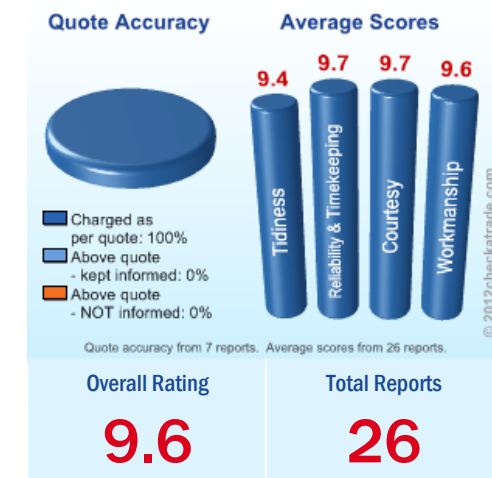 Quote Accuracy
Average Scores
9.4
9.7
9.7
9.6
Tidiness
Reliability & Timekeeping
Courtesy
Workmanship
Charged as
per quote: 100%
Above quote
- kept informed: 0%
Above quote
- NOT informed: 0%
© 2012checkatrade.com
Quote accuracy from 7 reports. Average scores from 26 reports.
Overall Rating
Total Reports
9.6
26